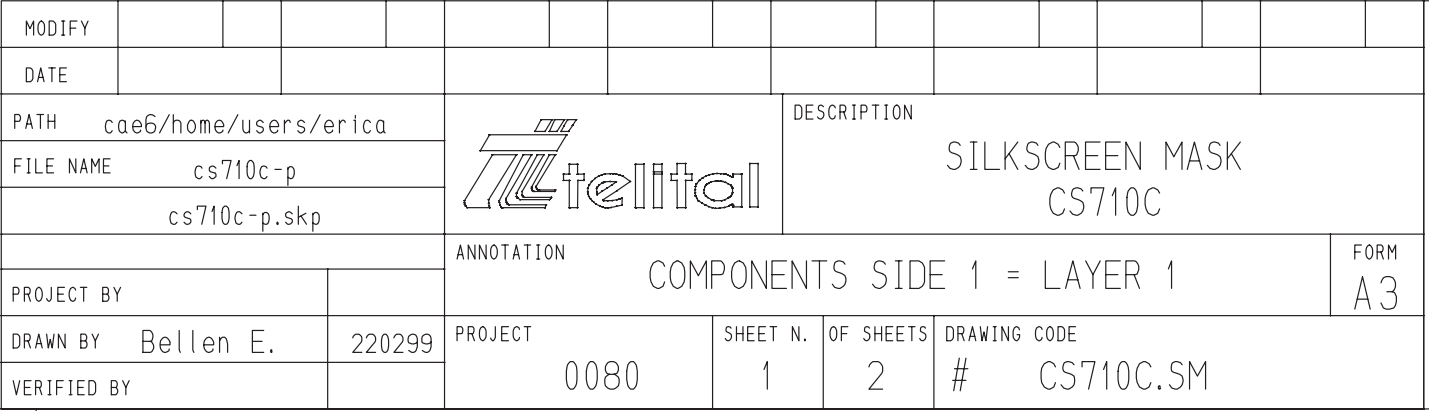 MODIFY
DATE
PATH cae6/home/users/erica
FILE NAME cs710c-p
cs710c-p.skp
PROJECT BY
DRAWN BY Bellen E. 220299
VERIFIED BY
telital
DESCRIPTION
SILKSCREEN MASK
CS710C
ANNOTATION
COMPONENTS SIDE 1 = LAYER 1
FORM
A3
PROJECT
0080
SHEET N.
1
OF SHEETS
2
DRAWING CODE
# CS710C.SM